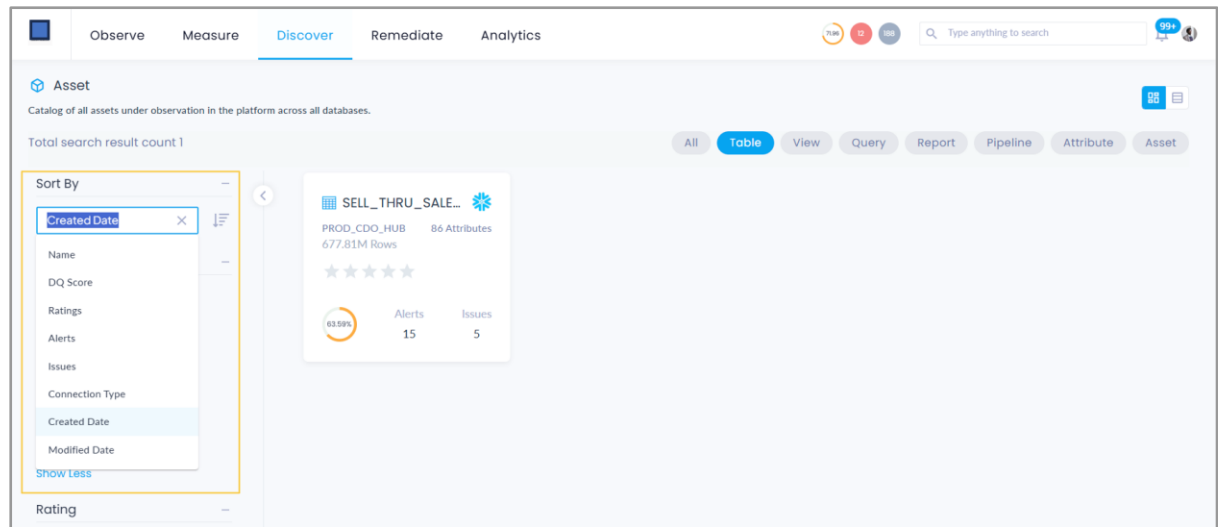 Observe Measure Discover Remediate Analytics
71.96 12 188 Type anything to search 99+
Asset
Catalog of all assets under observation in the platform across all databases.
Total search result count 1
All Table View Query Report Pipeline Attribute Asset
Sort By
Created Date
Name
DQ Score
Ratings
Alerts
Issues
Connection Type
Created Date
Modified Date
Show Less
Rating
SELL_THRU_SALE...
PROD_CDO_HUB 86 Attributes
677.81M Rows
63.59% Alerts Issues
15 5